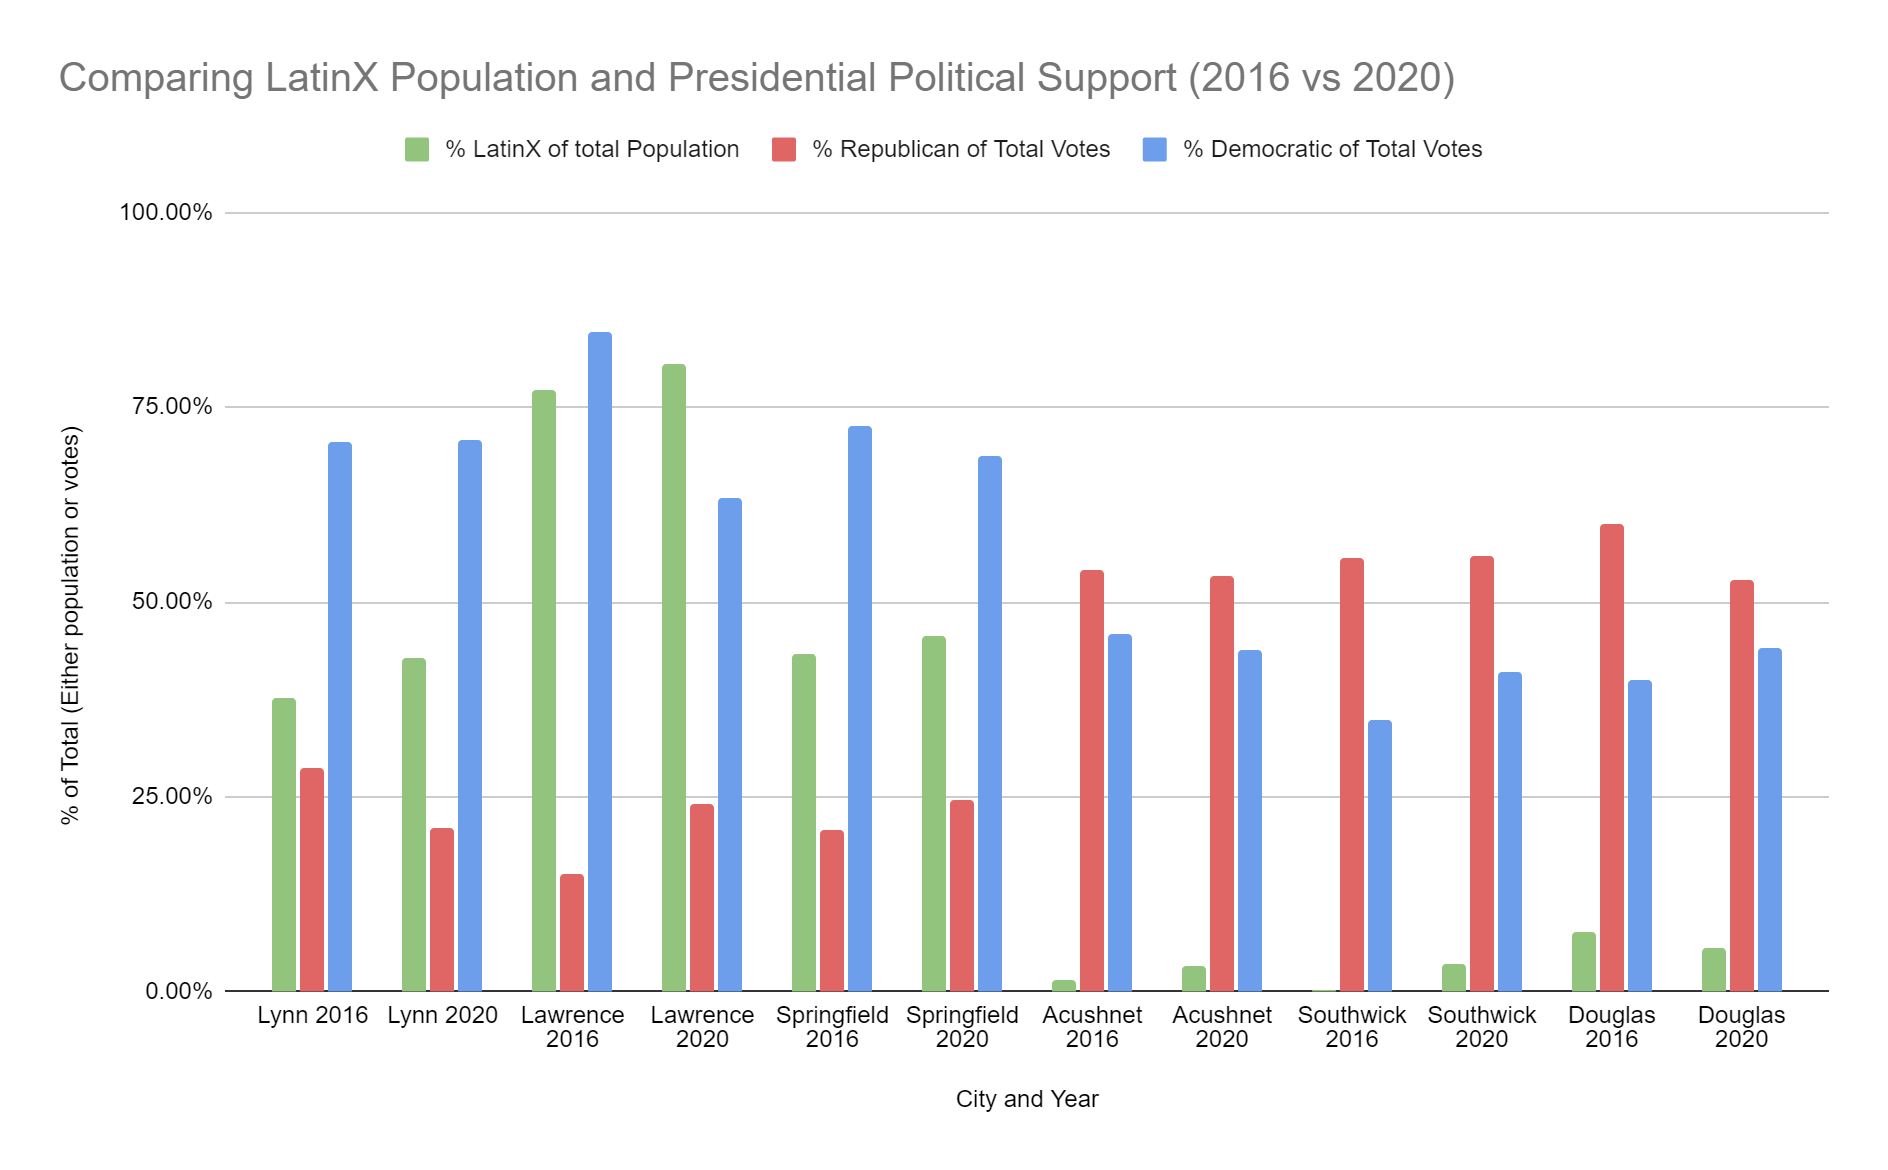 Comparing LatinX Population and Presidential Political Support (2016 vs 2020)
% LatinX of total Population
% Republican of Total Votes
% Democratic of Total Votes
% of Total (Either population or votes)
100.00%
75.00%
50.00%
25.00%
0.00%
Lynn 2016
Lynn 2020
Lawrence
2016
Lawrence
2020
Springfield
2016
Springfield
2020
Acushnet
2016
Acushnet
2020
Southwick
2016
Southwick
2020
Douglas
2016
Douglas
2020
City and Year